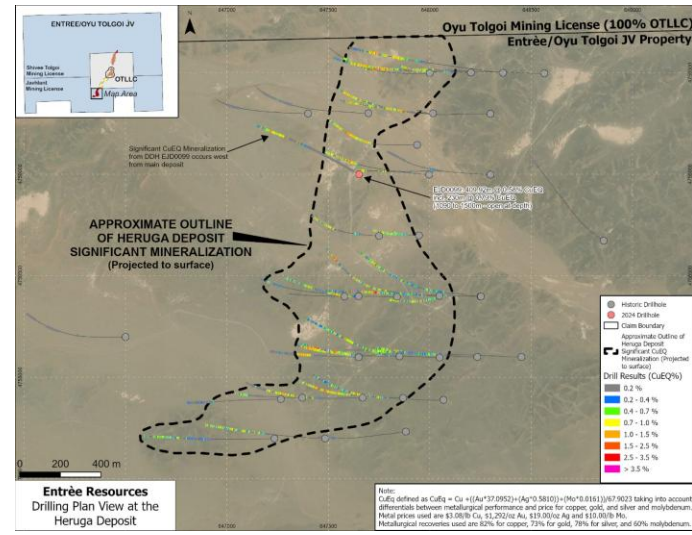 Oyu Tolgoi Mining License (100% OTLLC)
Entrèe/Oyu Tolgoi JV Property
ENTREE/OYU TOLGOI JV
Shivee Tolgoi
Mining License
OTLLC
Javhlant
Mining License
Map Area
Significant CuEQ Mineralization
from DDH EJD0099 occurs west
from main deposit
APPROXIMATE OUTLINE
OF HERUGA DEPOSIT
SIGNIFICANT MINERALIZATION
(Projected to surface)
Historic Drillhole
2024 Drillhole
Claim Boundary
Approximate Outline of
Heruga Deposit
Significant CuEQ
Mineralization (Projected
to surface)
Drill Results (CuEQ%)
0.2 %
0.2 - 0.4 %
0.4 - 0.7 %
0.7 - 1.0 %
1.0 - 1.5 %
1.5 - 2.5 %
2.5 - 3.5 %
> 3.5 %
0 200 400 m
Entrèe Resources
Drilling Plan View at the
Heruga Deposit
Note:
CuEq defined as CuEq = Cu +((Au*37.0952)+(Ag*0.5810)+(Mo*0.0161))/67.9023 taking into account
differentials between metallurgical performance and price for copper, gold, and silver and molybdenum.
Metal prices used are $3.08/lb Cu, $1,292/oz Au, $19.00/oz Ag and $10.00/lb Mo.
Metallurgical recoveries used are 82% for copper, 73% for gold, 78% for silver, and 60% molybdenum.